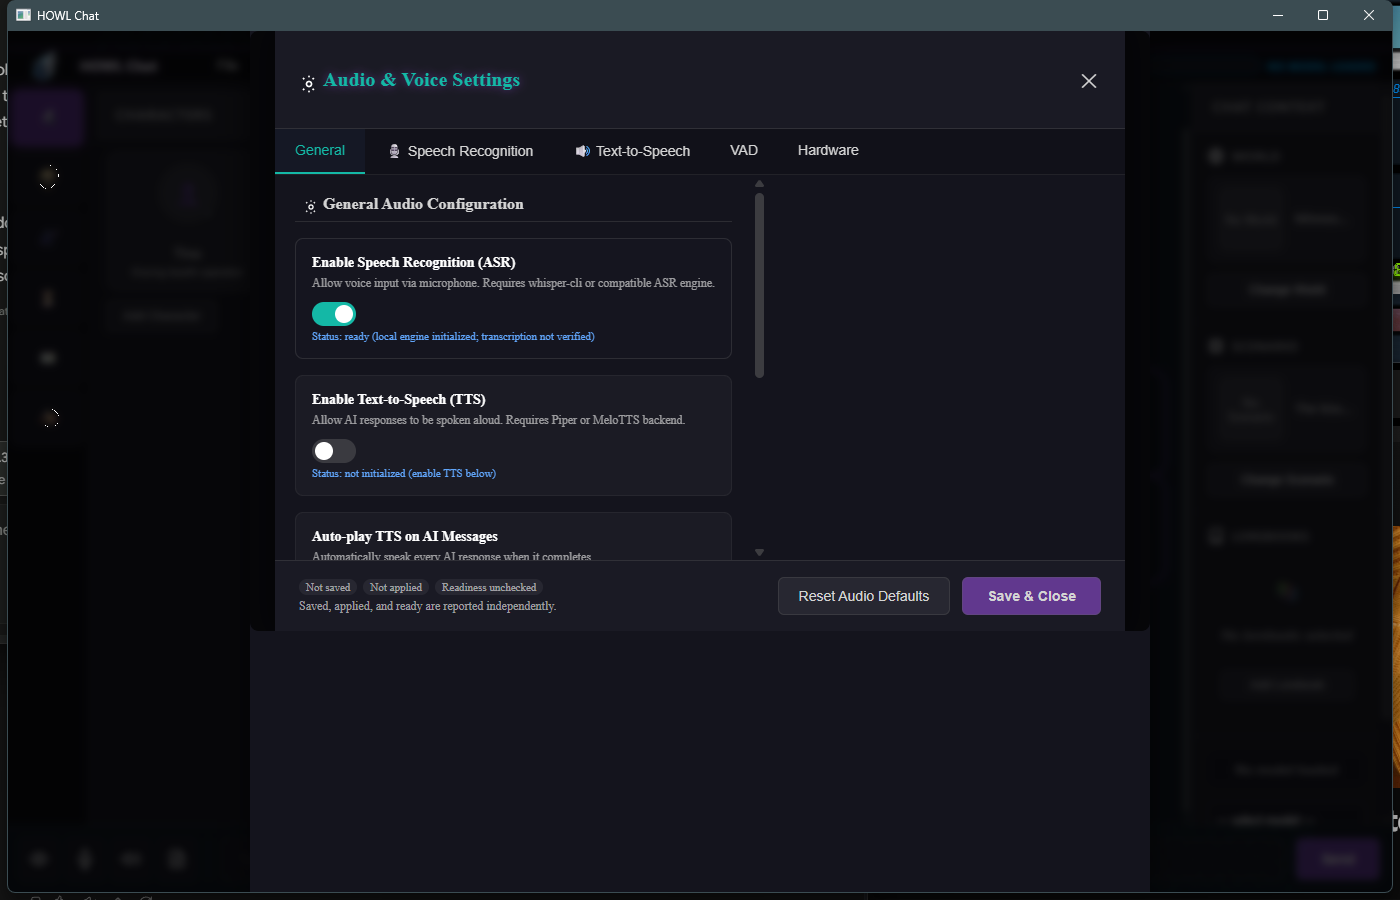 HOWL Chat
Audio & Voice Settings
General
Speech Recognition
Text-to-Speech
VAD
Hardware
General Audio Configuration
Enable Speech Recognition (ASR)
Allow voice input via microphone. Requires whisper-cli or compatible ASR engine.
Status: ready (local engine initialized; transcription not verified)
Enable Text-to-Speech (TTS)
Allow AI responses to be spoken aloud. Requires Piper or MeloTTS backend.
Status: not initialized (enable TTS below)
Auto-play TTS on AI Messages
Automatically speak every AI response when it completes
Not saved
Not applied
Readiness unchecked
Saved, applied, and ready are reported independently.
Reset Audio Defaults
Save & Close